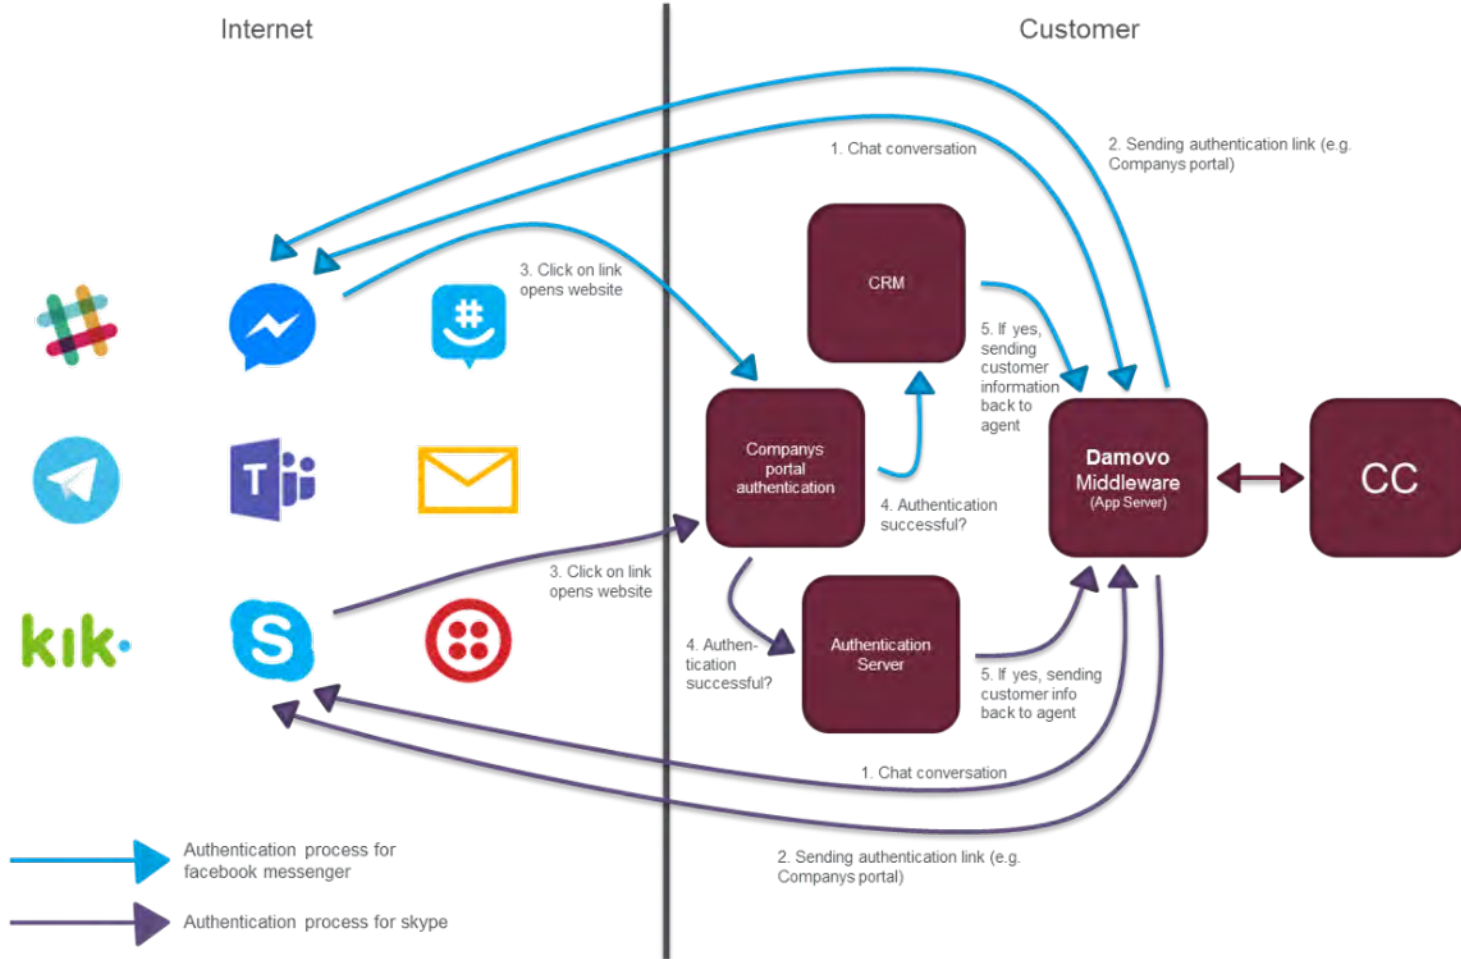 Internet
Customer
2. Sending authentication link (e.g.
Companys portal)
1. Chat conversation
3. Click on link
opens website
CRM
5. If yes,
sending
customer
information
back to
agent
Companys
portal
authentication
4. Authentication
successful?
Damovo
Middleware
(App Server)
CC
T
3. Click on link
opens website
kik
S
4. Authen-
tication
successful?
Authentication
Server
5. If yes, sending
customer info
back to agent
1. Chat conversation
2. Sending authentication link (e.g.
Companys portal)
Authentication process for
facebook messenger
Authentication process for skype